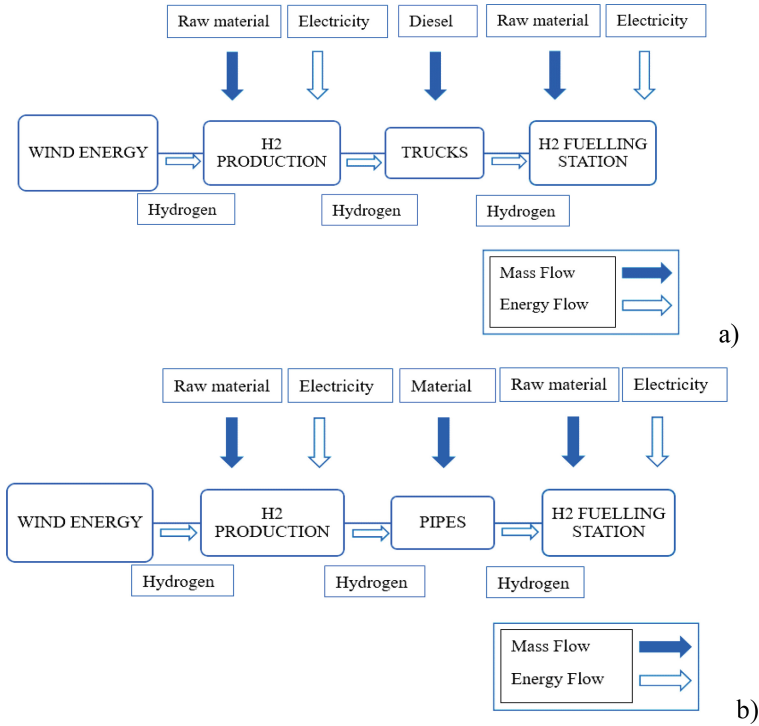 Raw material
Electricity
Diesel
Raw material
Electricity
WIND ENERGY
H2
PRODUCTION
TRUCKS
H2 FUELLING
STATION
Hydrogen
Hydrogen
Hydrogen
Mass Flow
Energy Flow
a)
Raw material
Electricity
Material
Raw material
Electricity
WIND ENERGY
H2
PRODUCTION
PIPES
H2 FUELLING
STATION
Hydrogen
Hydrogen
Hydrogen
Mass Flow
Energy Flow
b)